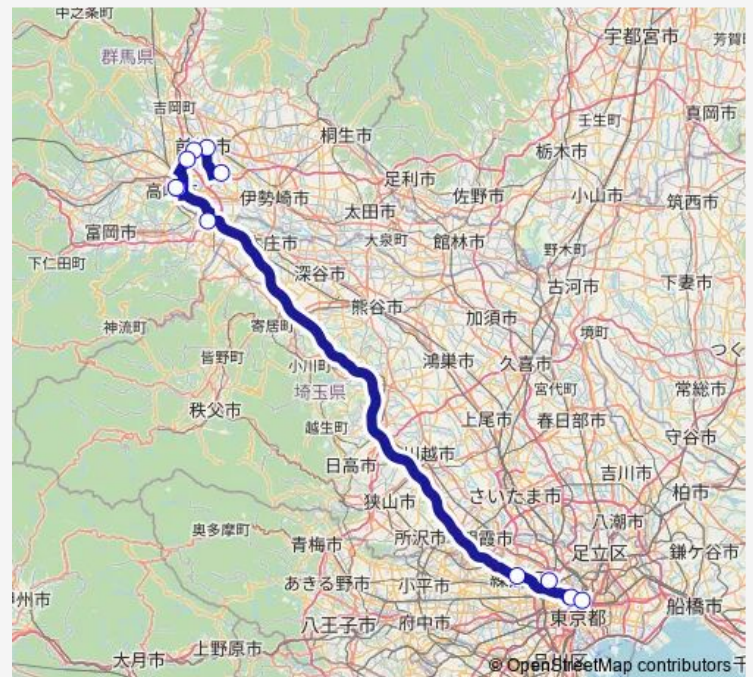 中之条町
宇都宮市
芳賀
群馬県
真岡市
吉岡町
壬生町
桐生市
栃木市
足利市
佐野市
小山市
筑西市
伊勢崎市
太田市
富岡市
大泉町
館林市
野木町
下仁田町
深谷市
古河市
下妻市
熊谷市
加須市
境町
神流町
寄居町
皆野町
小川町
鴻巣市
久喜市
つく
埼玉県
宮代町
常総市
秩父市
越生町
上尾市
春日部市
守谷市
日高市
川越市
吉川市
狭山市
さいたま市
柏市
八潮市
奥多摩町
所沢市
青梅市
足立区
鎌ケ谷市
あきる野市
小平市
州市
八王子市
府中市
東京都
船橋市
上野原市
大月市
© OpenStreetMap contributors